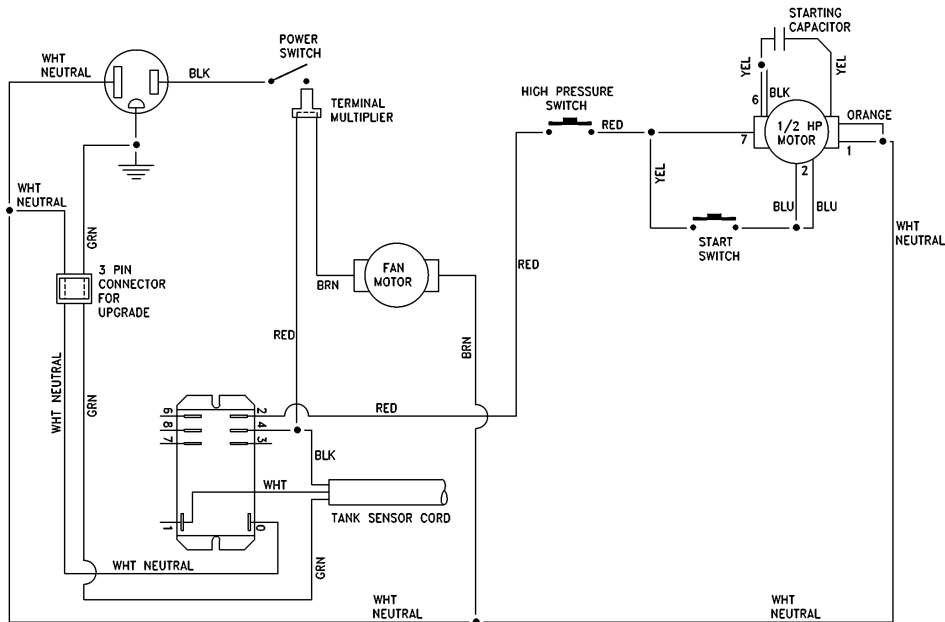 STARTING
CAPACITOR
POWER
SWITCH
WHT
NEUTRAL
BLK
YEL
YEL
HIGH PRESSURE
SWITCH
TERMINAL
MULTIPLIER
6
BLK
RED
1/2 HP
MOTOR
ORANGE
7
1
2
WHT
NEUTRAL
YEL
BLU
BLU
GRN
START
SWITCH
WHT
NEUTRAL
3 PIN
CONNECTOR
FOR
UPGRADE
FAN
MOTOR
BRN
RED
RED
BRN
WHT NEUTRAL
GRN
6
2
RED
8
4
7
3
BLK
WHT
TANK SENSOR CORD
1
0
WHT NEUTRAL
GRN
WHT
NEUTRAL
WHT
NEUTRAL